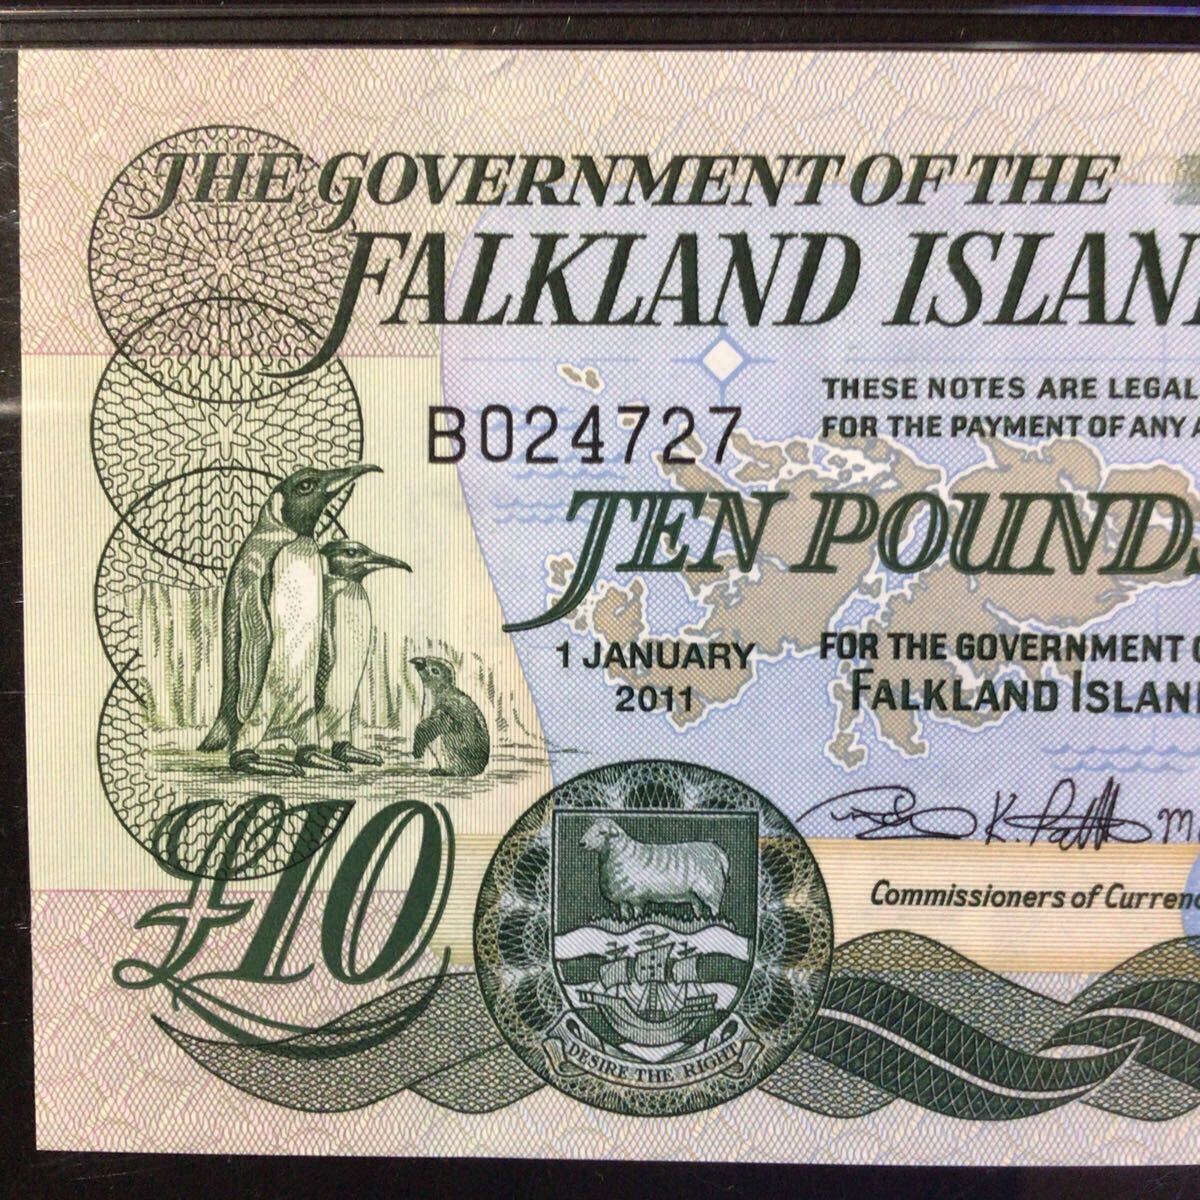 THE GOVERNMENT OF THE
FALKLAND ISLAN
THESE NOTES ARE LEGAL
B024727
FOR THE PAYMENT OF ANY A
TEN POUNDS
1 JANUARY
2011
FOR THE GOVERNMENT O
FALKLAND ISLAN
Commissioners of Curren
£10
DESIRE THE RIGHT